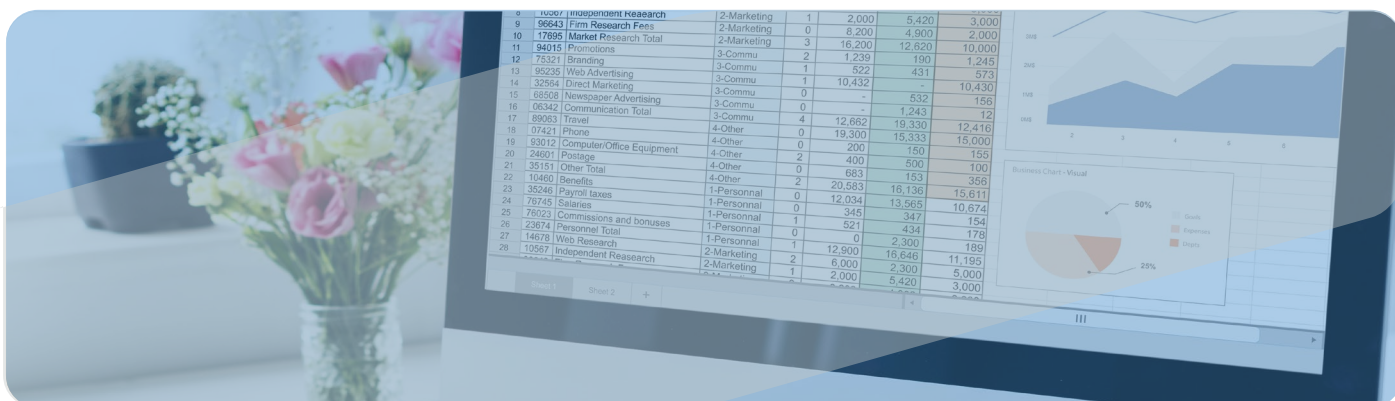 8 10567 Independent Reaearch 2-Marketing 1 2,000 5,420 3,000
9 96643 Firm Research Fees 2-Marketing 0 8,200 4,900 2,000
10 17695 Market Research Total 2-Marketing 3 16,200 12,620 10,000
11 94015 Promotions 3-Commu 2 1,239 190 1,245
12 75321 Branding 3-Commu 1 522 431 573
13 95235 Web Advertising 3-Commu 1 10,432 - 10,430
14 32564 Direct Marketing 3-Commu 0 - 532 156
15 68508 Newspaper Advertising 3-Commu 0 - 1,243 12
16 06342 Communication Total 3-Commu 4 12,662 19,330 12,416
17 89063 Travel 4-Other 0 19,300 15,333 15,000
18 07421 Phone 4-Other 0 200 150 155
19 93012 Computer/Office Equipment 4-Other 2 400 500 100
20 24601 Postage 4-Other 0 683 153 356
21 35151 Other Total 4-Other 2 20,583 16,136 15,611
22 10460 Benefits 1-Personnal 0 12,034 13,565 10,674
23 35246 Payroll taxes 1-Personnal 0 345 347 154
24 76745 Salaries 1-Personnal 1 521 434 178
25 76023 Commissions and bonuses 1-Personnal 0 0 2,300 189
26 23674 Personnel Total 1-Personnal 1 12,900 16,646 11,195
27 14678 Web Research 2-Marketing 2 6,000 2,300 5,000
28 10567 Independent Reasearch 2-Marketing 1 2,000 5,420 3,000
Sheet 1 Sheet 2 +
Business Chart - Visual
50%
25%